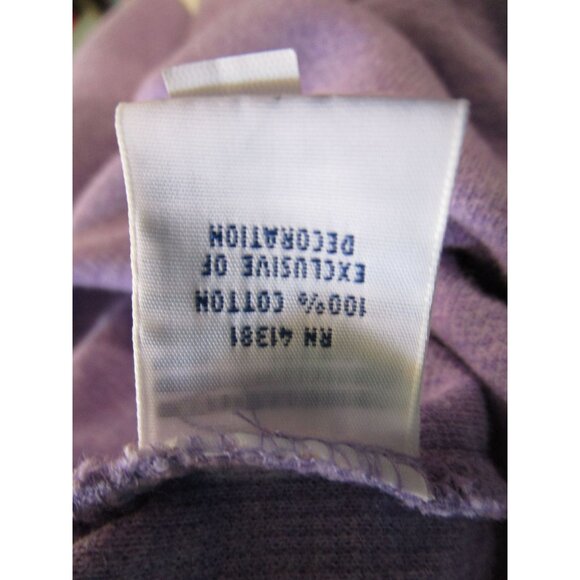 RN 41381
100% COTTON
EXCLUSIVE OF
DECORATION